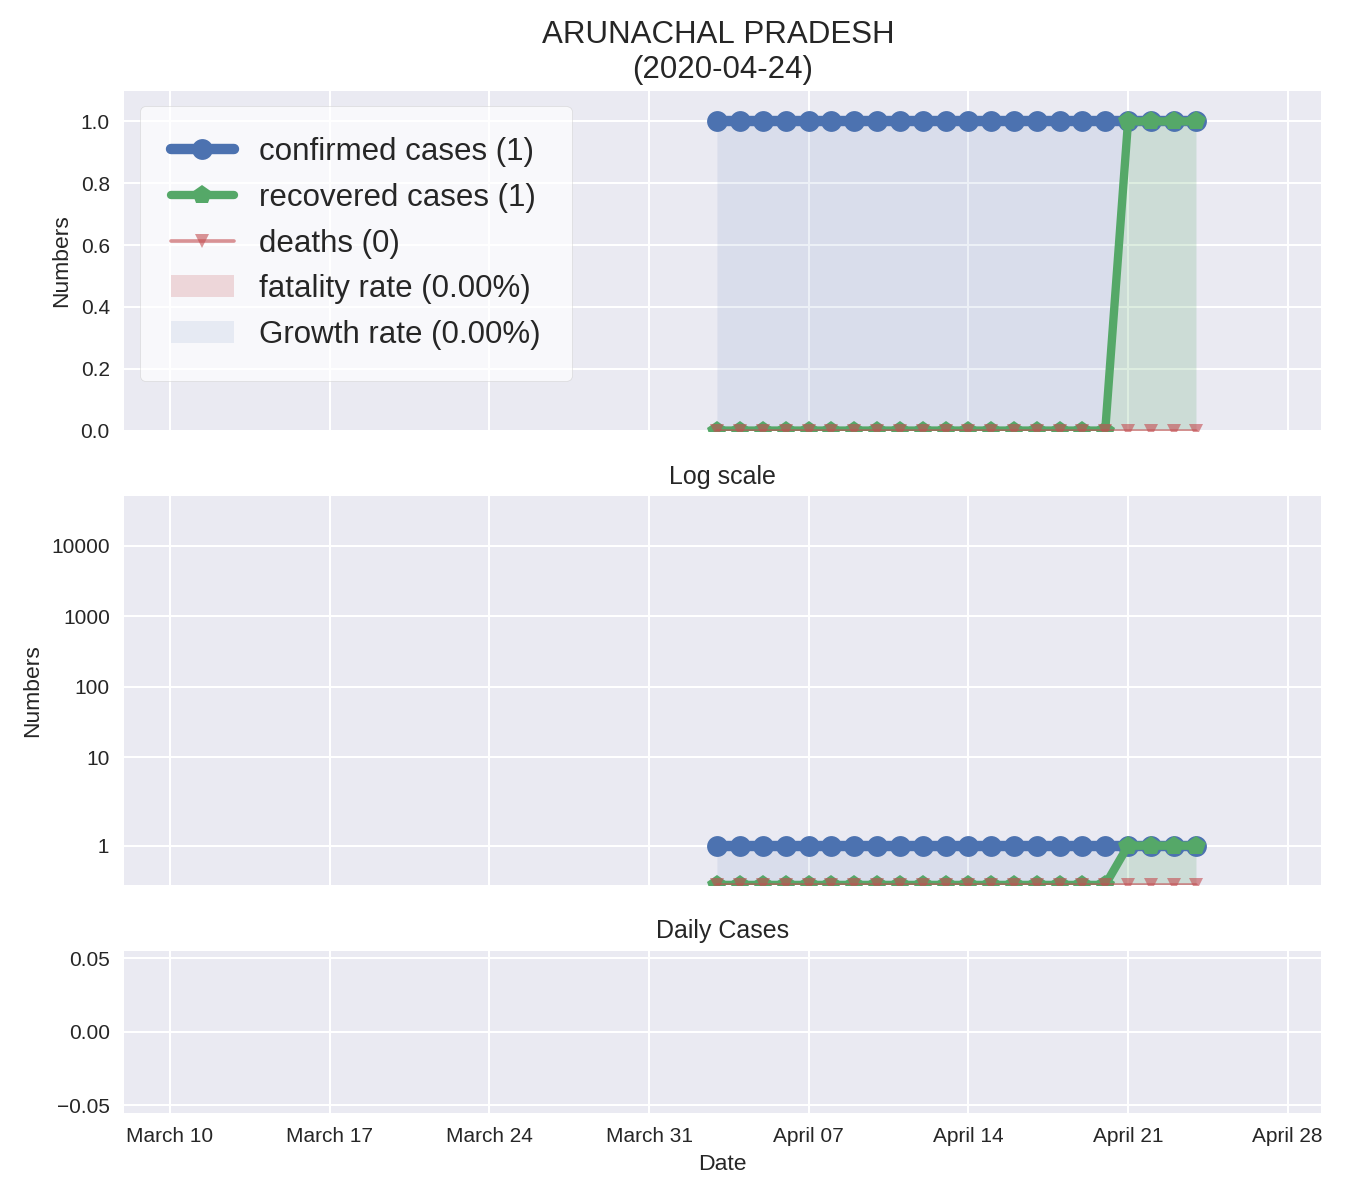 ARUNACHAL PRADESH
(2020-04-24)
confirmed cases (1)
recovered cases (1)
deaths (0)
fatality rate (0.00%)
Growth rate (0.00%)
Numbers
1.0
0.8
0.6
0.4
0.2
0.0
Log scale
Numbers
10000
1000
100
10
1
Daily Cases
0.05
0.00
−0.05
March 10 March 17 March 24 March 31 April 07 April 14 April 21 April 28
Date